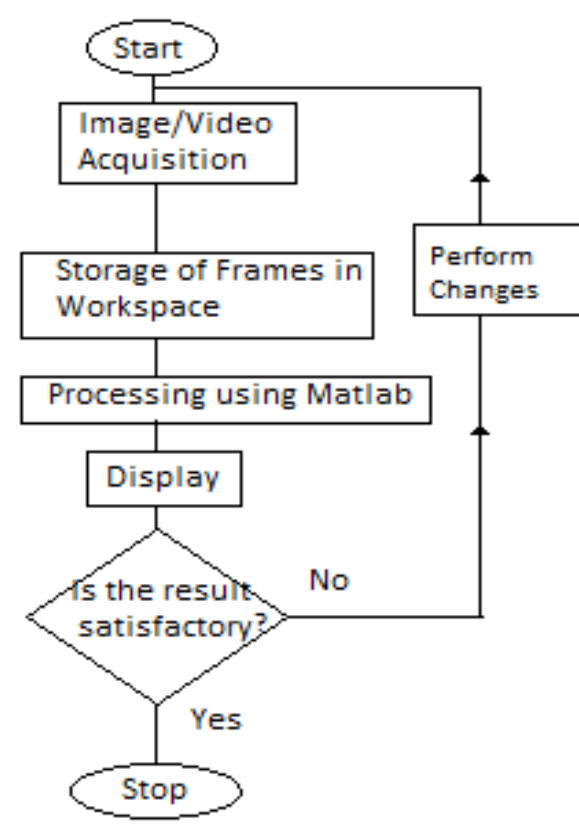 Start
Image/Video
Acquisition
Storage of Frames in
Workspace
Processing using Matlab
Display
Is the result
satisfactory?
No
Perform
Changes
Yes
Stop